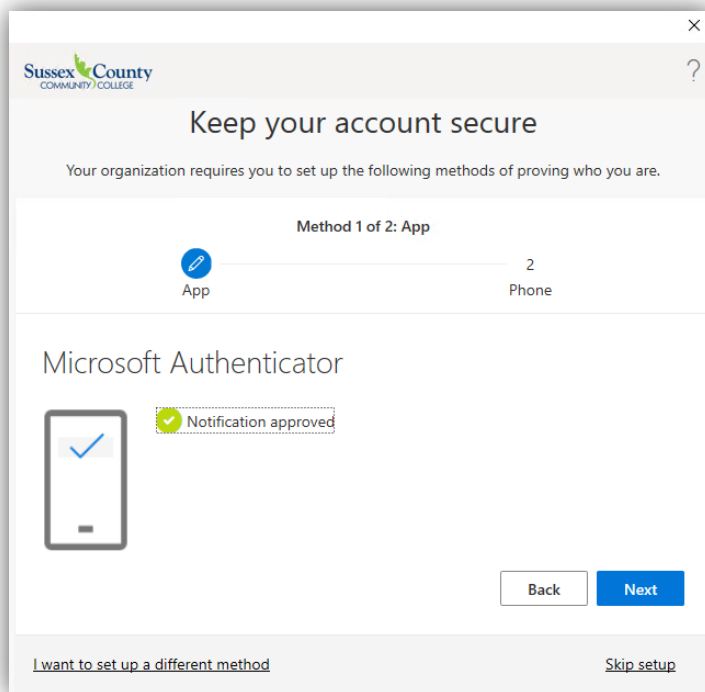 Sussex County
COMMUNITY COLLEGE
?
Keep your account secure
Your organization requires you to set up the following methods of proving who you are.
Method 1 of 2: App
2
App
Phone
Microsoft Authenticator
Notification approved
Back
Next
I want to set up a different method
Skip setup